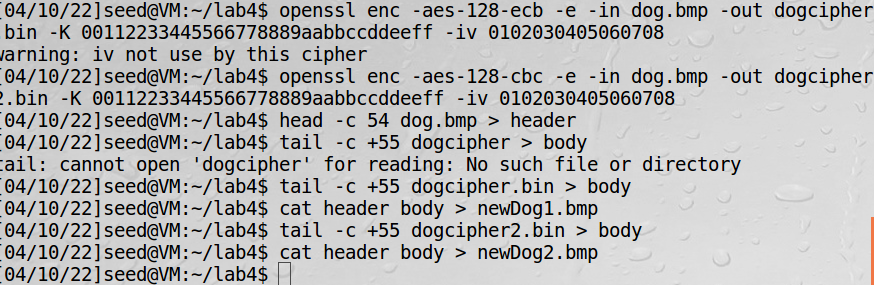 [04/10/22]seed@VM:~/lab4$ openssl enc -aes-128-ecb -e -in dog.bmp -out dogcipher
.bin -K 00112233445566778889aabbccddeeff -iv 0102030405060708
warning: iv not use by this cipher
[04/10/22]seed@VM:~/lab4$ openssl enc -aes-128-cbc -e -in dog.bmp -out dogcipher
2.bin -K 00112233445566778889aabbccddeeff -iv 0102030405060708
[04/10/22]seed@VM:~/lab4$ head -c 54 dog.bmp > header
[04/10/22]seed@VM:~/lab4$ tail -c +55 dogcipher > body
tail: cannot open 'dogcipher' for reading: No such file or directory
[04/10/22]seed@VM:~/lab4$ tail -c +55 dogcipher.bin > body
[04/10/22]seed@VM:~/lab4$ cat header body > newDog1.bmp
[04/10/22]seed@VM:~/lab4$ tail -c +55 dogcipher2.bin > body
[04/10/22]seed@VM:~/lab4$ cat header body > newDog2.bmp
[04/10/22]seed@VM:~/lab4$